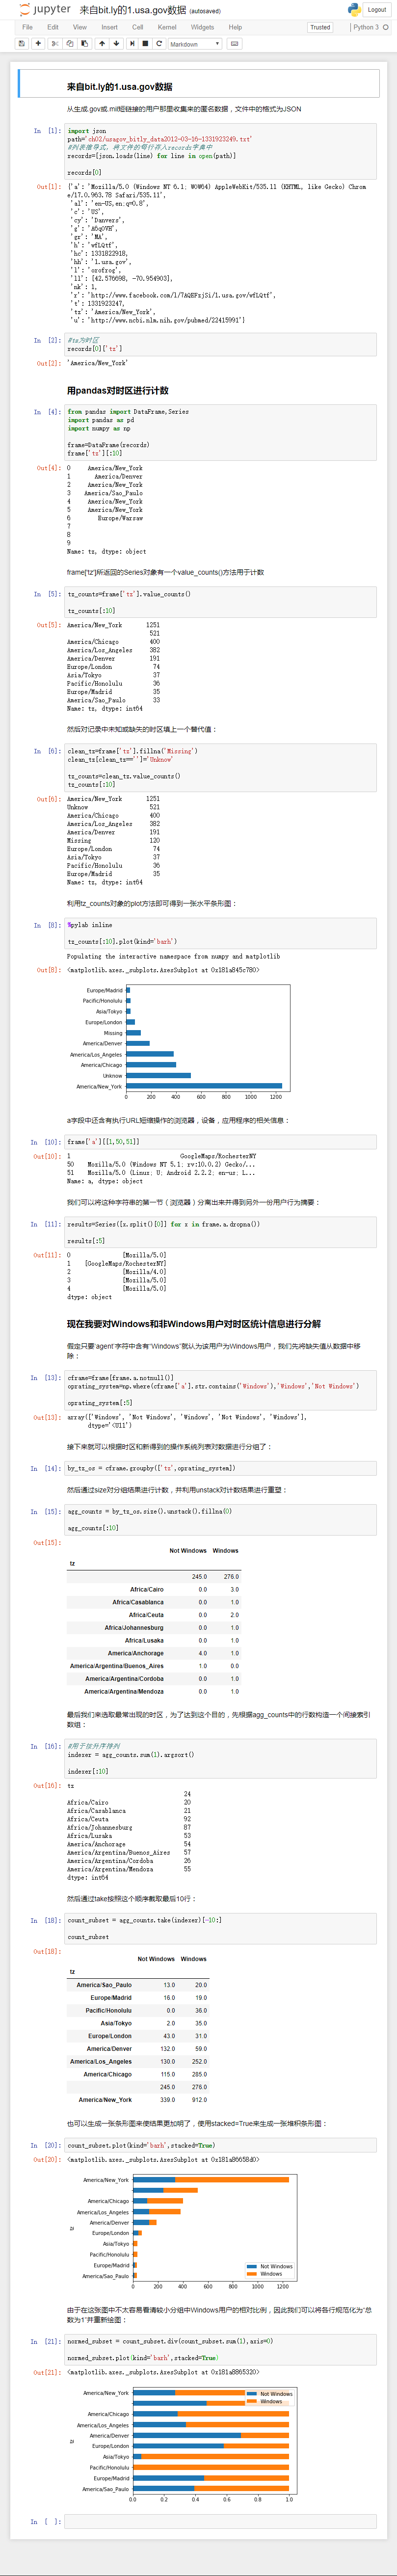 jupyter 来自bit.ly的1.usa.gov数据 (autosaved)
Logout
File Edit View Insert Cell Kernel Widgets Help Trusted Python 3
Markdown
来自bit.ly的1.usa.gov数据
从生成.gov或.mil短链接的用户那里收集来的匿名数据,文件中的格式为JSON
In [1]:
import json
path='ch02/usagov_bitly_data2012-03-16-1331923249.txt'
#列表推导式,将文件的每行存入records字典中
records=[json.loads(line) for line in open(path)]
records[0]
Out[1]:
{'a': 'Mozilla/5.0 (Windows NT 6.1; WOW64) AppleWebKit/535.11 (KHTML, like Gecko) Chrom
e/17.0.963.78 Safari/535.11',
'al': 'en-US,en;q=0.8',
'c': 'US',
'cy': 'Danvers',
'g': 'A6qOVH',
'gr': 'MA',
'h': 'wfLQtf',
'hc': 1331822918,
'hh': '1.usa.gov',
'l': 'orofrog',
'll': [42.576698, -70.954903],
'nk': 1,
'r': 'http://www.facebook.com/l/7AQEFzjSi/1.usa.gov/wfLQtf',
't': 1331923247,
'tz': 'America/New_York',
'u': 'http://www.ncbi.nlm.nih.gov/pubmed/22415991'}
In [2]:
#tz为时区
records[0]['tz']
Out[2]:
'America/New_York'
用pandas对时区进行计数
In [4]:
from pandas import DataFrame,Series
import pandas as pd
import numpy as np
frame=DataFrame(records)
frame['tz'][:10]
Out[4]:
0 America/New_York
1 America/Denver
2 America/New_York
3 America/Sao_Paulo
4 America/New_York
5 America/New_York
6 Europe/Warsaw
7
8
9
Name: tz, dtype: object
frame['tz']所返回的Series对象有一个value_counts()方法用于计数
In [5]:
tz_counts=frame['tz'].value_counts()
tz_counts[:10]
Out[5]:
America/New_York 1251
521
America/Chicago 400
America/Los_Angeles 382
America/Denver 191
Europe/London 74
Asia/Tokyo 37
Pacific/Honolulu 36
Europe/Madrid 35
America/Sao_Paulo 33
Name: tz, dtype: int64
然后对记录中未知或缺失的时区填上一个替代值:
In [6]:
clean_tz=frame['tz'].fillna('Missing')
clean_tz[clean_tz=='']='Unknow'
tz_counts=clean_tz.value_counts()
tz_counts[:10]
Out[6]:
America/New_York 1251
Unknow 521
America/Chicago 400
America/Los_Angeles 382
America/Denver 191
Missing 120
Europe/London 74
Asia/Tokyo 37
Pacific/Honolulu 36
Europe/Madrid 35
Name: tz, dtype: int64
利用tz_counts对象的plot方法即可得到一张水平条形图:
In [8]:
%pylab inline
tz_counts[:10].plot(kind='barh')
Populating the interactive namespace from numpy and matplotlib
Out[8]:
<matplotlib.axes._subplots.AxesSubplot at 0x181a845c780>
Europe/Madrid
Pacific/Honolulu
Asia/Tokyo
Europe/London
Missing
America/Denver
America/Los_Angeles
America/Chicago
Unknow
America/New_York
0 200 400 600 800 1000 1200
a字段中还含有执行URL短缩操作的浏览器,设备,应用程序的相关信息:
In [10]:
frame['a'][[1,50,51]]
Out[10]:
1 GoogleMaps/RochesterNY
50 Mozilla/5.0 (Windows NT 5.1; rv:10.0.2) Gecko/...
51 Mozilla/5.0 (Linux; U; Android 2.2.2; en-us; L...
Name: a, dtype: object
我们可以将这种字符串的第一节(浏览器)分离出来并得到另外一份用户行为摘要:
In [11]:
results=Series([x.split()[0]] for x in frame.a.dropna())
results[:5]
Out[11]:
0 [Mozilla/5.0]
1 [GoogleMaps/RochesterNY]
2 [Mozilla/4.0]
3 [Mozilla/5.0]
4 [Mozilla/5.0]
dtype: object
现在我要对Windows和非Windows用户对时区统计信息进行分解
假定只要'agent'字符中含有"Windows"就认为该用户为Windows用户,我们先将缺失值从数据中移
除:
In [13]:
cframe=frame[frame.a.notnull()]
oprating_system=np.where(cframe['a'].str.contains('Windows'),'Windows','Not Windows')
oprating_system[:5]
Out[13]:
array(['Windows', 'Not Windows', 'Windows', 'Not Windows', 'Windows'],
dtype='<U11')
接下来就可以根据时区和新得到的操作系统列表对数据进行分组了:
In [14]:
by_tz_os = cframe.groupby(['tz',oprating_system])
然后通过size对分组结果进行计数,并利用unstack对计数结果进行重塑:
In [15]:
agg_counts = by_tz_os.size().unstack().fillna(0)
agg_counts[:10]
Out[15]:
Not Windows Windows
tz
245.0 276.0
Africa/Cairo 0.0 3.0
Africa/Casablanca 0.0 1.0
Africa/Ceuta 0.0 2.0
Africa/Johannesburg 0.0 1.0
Africa/Lusaka 0.0 1.0
America/Anchorage 4.0 1.0
America/Argentina/Buenos_Aires 1.0 0.0
America/Argentina/Cordoba 0.0 1.0
America/Argentina/Mendoza 0.0 1.0
最后我们来选取最常出现的时区,为了达到这个目的,先根据agg_counts中的行数构造一个间接索引
数组:
In [16]:
#用于按升序排列
indexer = agg_counts.sum(1).argsort()
indexer[:10]
Out[16]:
tz
24
Africa/Cairo 20
Africa/Casablanca 21
Africa/Ceuta 92
Africa/Johannesburg 87
Africa/Lusaka 53
America/Anchorage 54
America/Argentina/Buenos_Aires 57
America/Argentina/Cordoba 26
America/Argentina/Mendoza 55
dtype: int64
然后通过take按照这个顺序截取最后10行:
In [18]:
count_subset = agg_counts.take(indexer)[-10:]
count_subset
Out[18]:
Not Windows Windows
tz
America/Sao_Paulo 13.0 20.0
Europe/Madrid 16.0 19.0
Pacific/Honolulu 0.0 36.0
Asia/Tokyo 2.0 35.0
Europe/London 43.0 31.0
America/Denver 132.0 59.0
America/Los_Angeles 130.0 252.0
America/Chicago 115.0 285.0
245.0 276.0
America/New_York 339.0 912.0
也可以生成一张条形图来使结果更加明了,使用stacked=True来生成一张堆积条形图:
In [20]:
count_subset.plot(kind='barh',stacked=True)
Out[20]:
<matplotlib.axes._subplots.AxesSubplot at 0x181a86658d0>
America/New_York
America/Chicago
America/Los_Angeles
America/Denver
Europe/London
Asia/Tokyo
Pacific/Honolulu
Europe/Madrid
America/Sao_Paulo
tz
Not Windows
Windows
0 200 400 600 800 1000 1200
由于在这张图中不太容易看清较小分组中Windows用户的相对比例,因此我们可以将各行规范化为"总
数为1"并重新绘图:
In [21]:
normed_subset = count_subset.div(count_subset.sum(1),axis=0)
normed_subset.plot(kind='barh',stacked=True)
Out[21]:
<matplotlib.axes._subplots.AxesSubplot at 0x181a8865320>
America/New_York
America/Chicago
America/Los_Angeles
America/Denver
Europe/London
Asia/Tokyo
Pacific/Honolulu
Europe/Madrid
America/Sao_Paulo
tz
Not Windows
Windows
0.0 0.2 0.4 0.6 0.8 1.0
In [ ]: